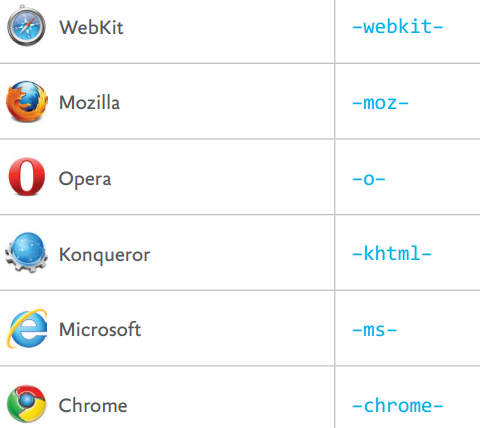 WebKit -webkit-
Mozilla -moz-
Opera -o-
Konqueror -khtml-
Microsoft -ms-
Chrome -chrome-